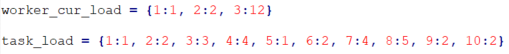 worker_cur_load = {1:1, 2:2, 3:12}
task_load = {1:1, 2:2, 3:3, 4:4, 5:1, 6:2, 7:4, 8:5, 9:2, 10:2}